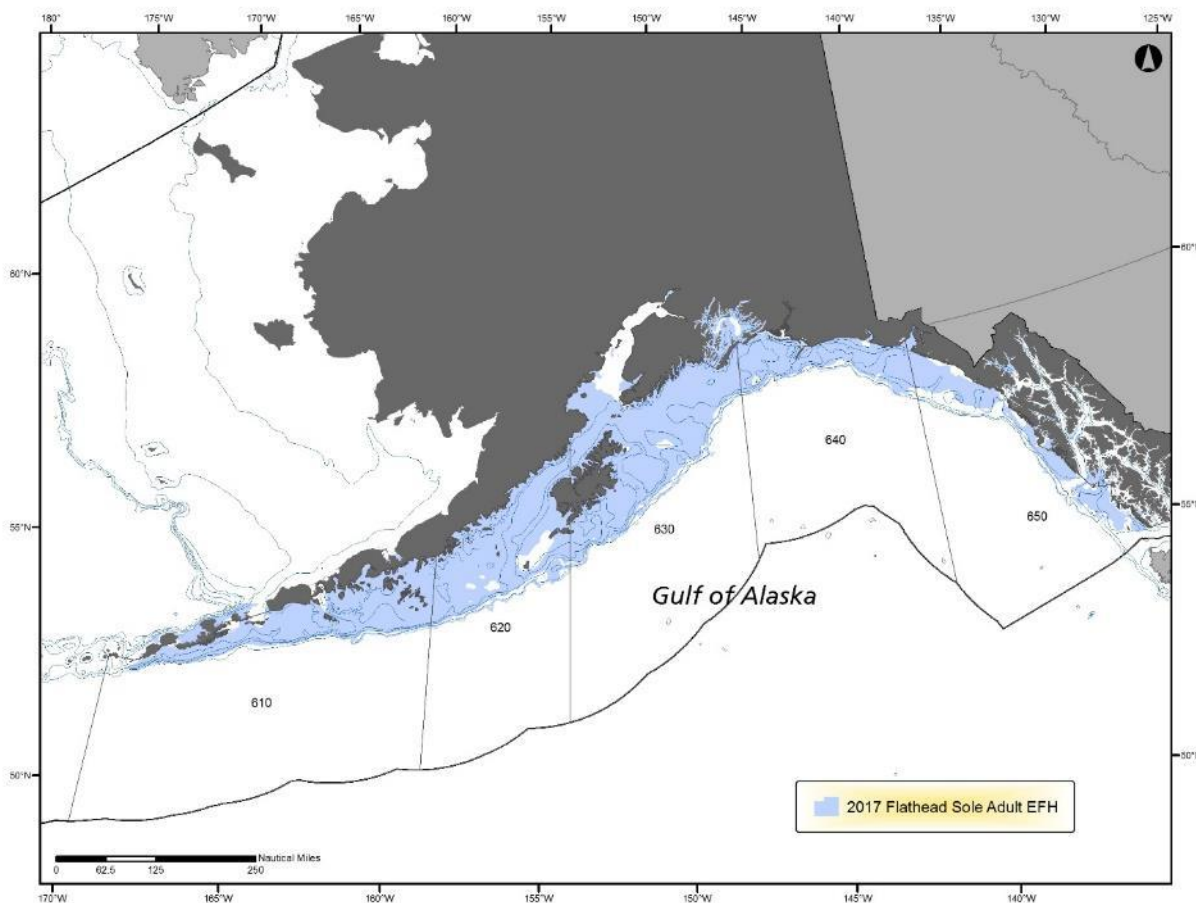 180° 175°W 170°W 165°W 160°W 155°W 150°W 145°W 140°W 135°W 130°W 125°W
60°N 60°N
55°N 55°N
50°N 50°N
640
650
630
Gulf of Alaska
620
610
2017 Flathead Sole Adult EFH
Nautical Miles
0 62.5 125 250
170°W 165°W 160°W 155°W 150°W 145°W 140°W